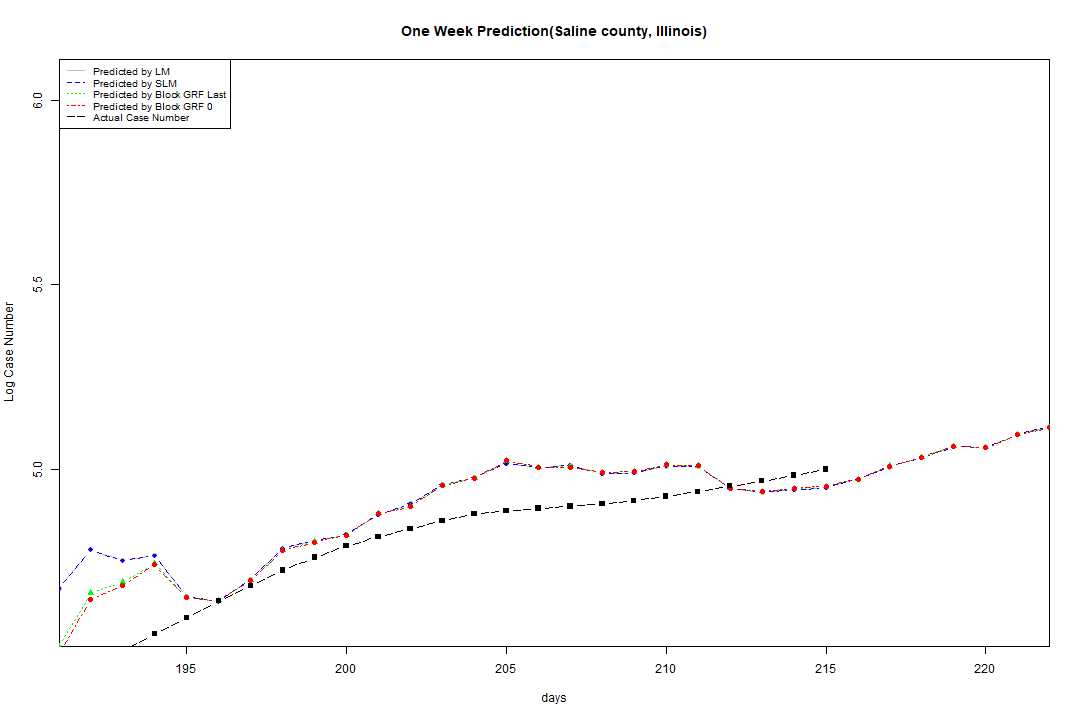 One Week Prediction(Saline county, Illinois)
Predicted by LM
Predicted by SLM
Predicted by Block GRF Last
Predicted by Block GRF 0
Actual Case Number
6.0
5.5
5.0
Log Case Number
195 200 205 210 215 220
days